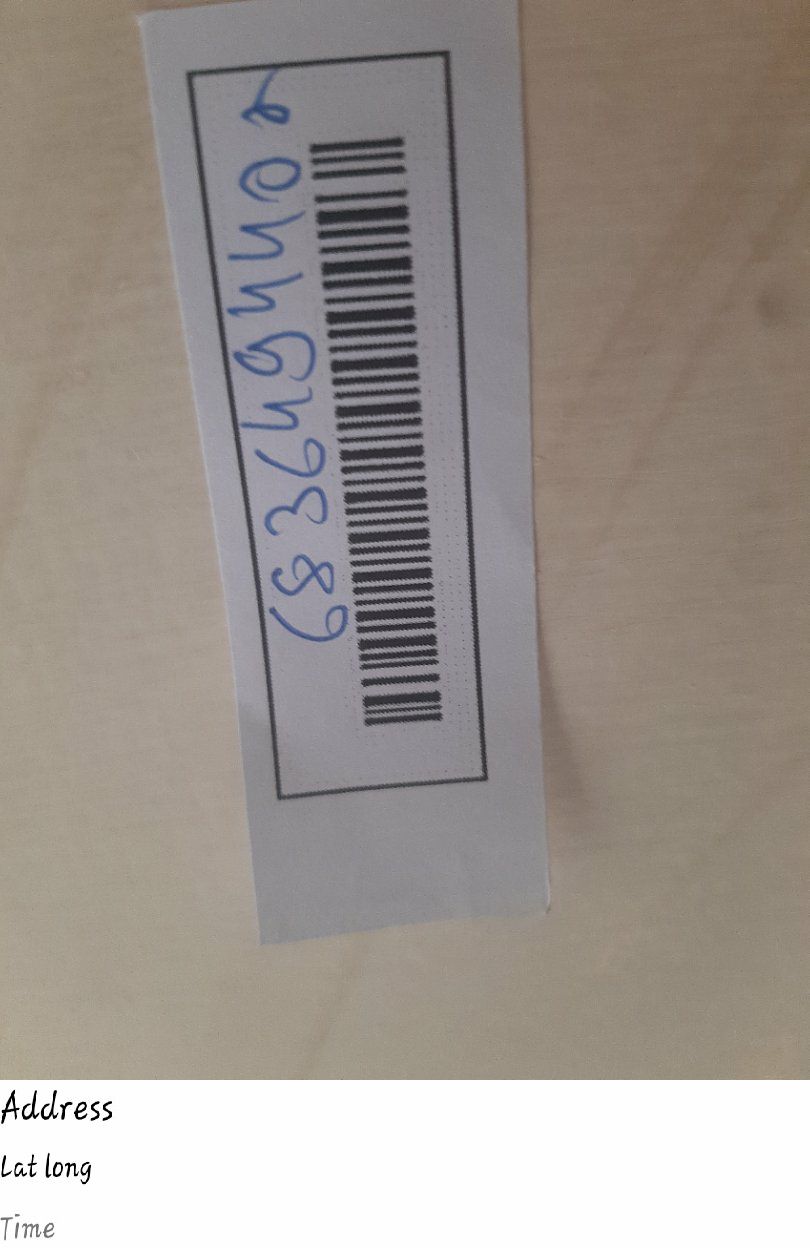 6836494402
Address
Lat long
Time